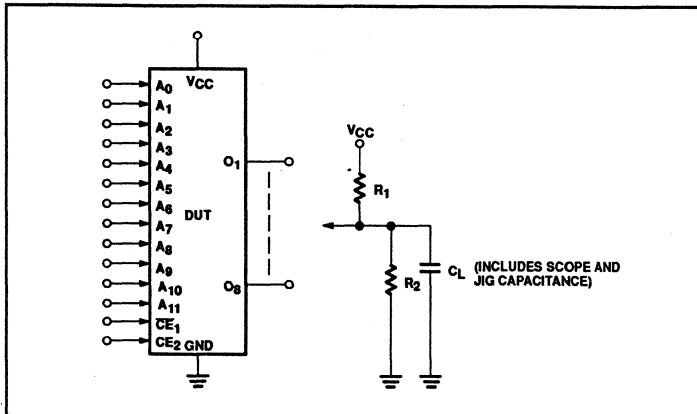 VCC
A0
A1
A2
A3
A4
A5
A6
A7
A8
A9
A10
A11
C̅E̅1
CE2 GND
DUT
O1
O8
VCC
R1
R2
CL (INCLUDES SCOPE AND
JIG CAPACITANCE)